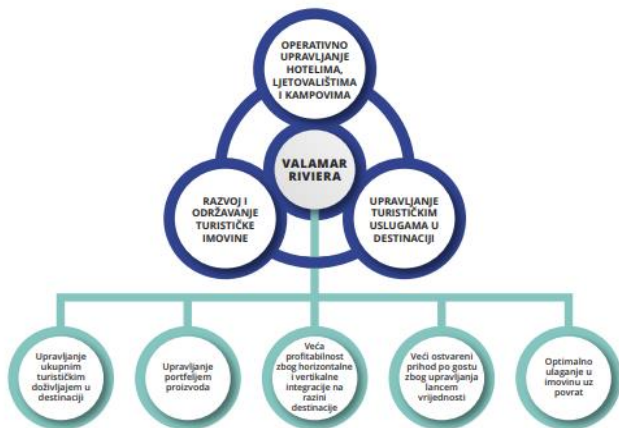 OPERATIVNO
UPRAVLJANJE
HOTELIMA,
LJETOVALIŠTIMA
I KAMPOVIMA
VALAMAR
RIVIERA
RAZVOJ I
ODRŽAVANJE
TURISTIČKE
IMOVINE
UPRAVLJANJE
TURISTIČKIM
USLUGAMA U
DESTINACIJI
Upravljanje
ukupnim
turističkim
doživljajem u
destinaciji
Upravljanje
portfeljem
proizvoda
Veća
profitabilnost
zbog horizontalne
i vertikalne
integracije na
razini
destinacije
Veći ostvareni
prihod po gostu
zbog upravljanja
lancem
vrijednosti
Optimalno
ulaganje u
imovinu uz
povrat